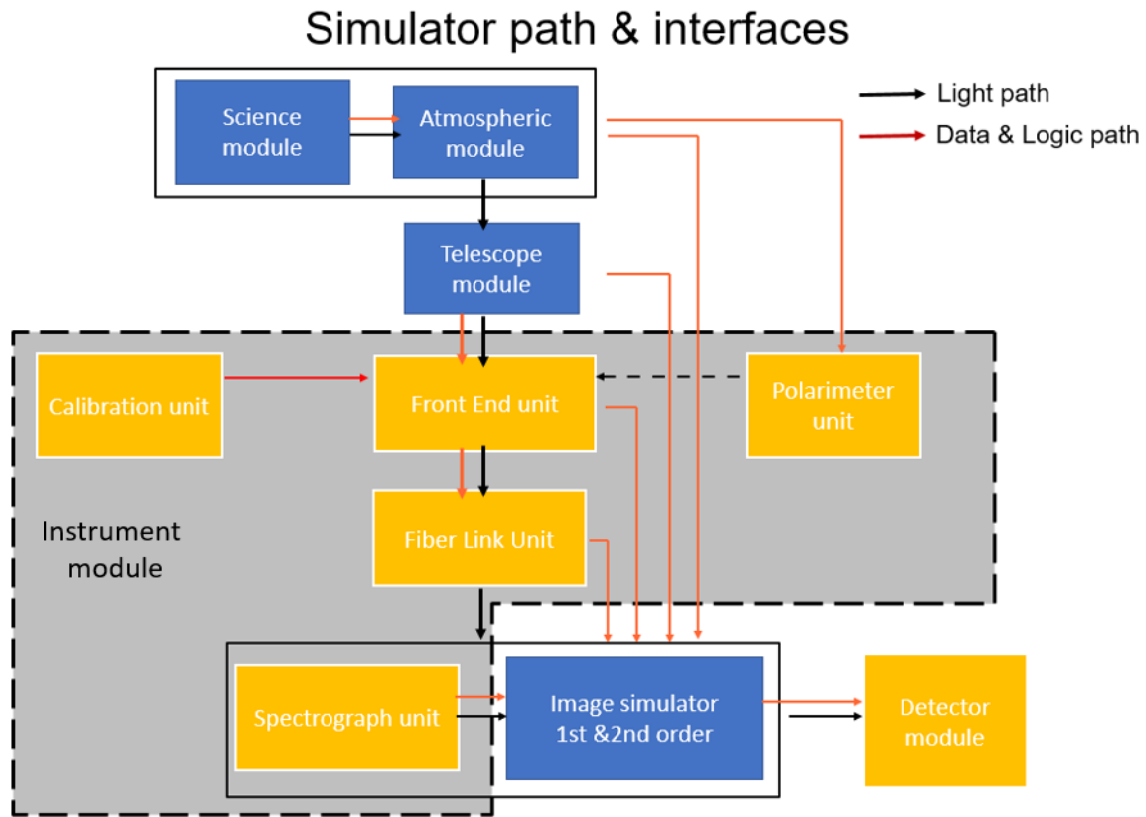 Simulator path & interfaces
Science
module
Atmospheric
module
Light path
Data & Logic path
Telescope
module
Calibration unit
Front End unit
Polarimeter
unit
Instrument
module
Fiber Link Unit
Spectrograph unit
Image simulator
1st &2nd order
Detector
module